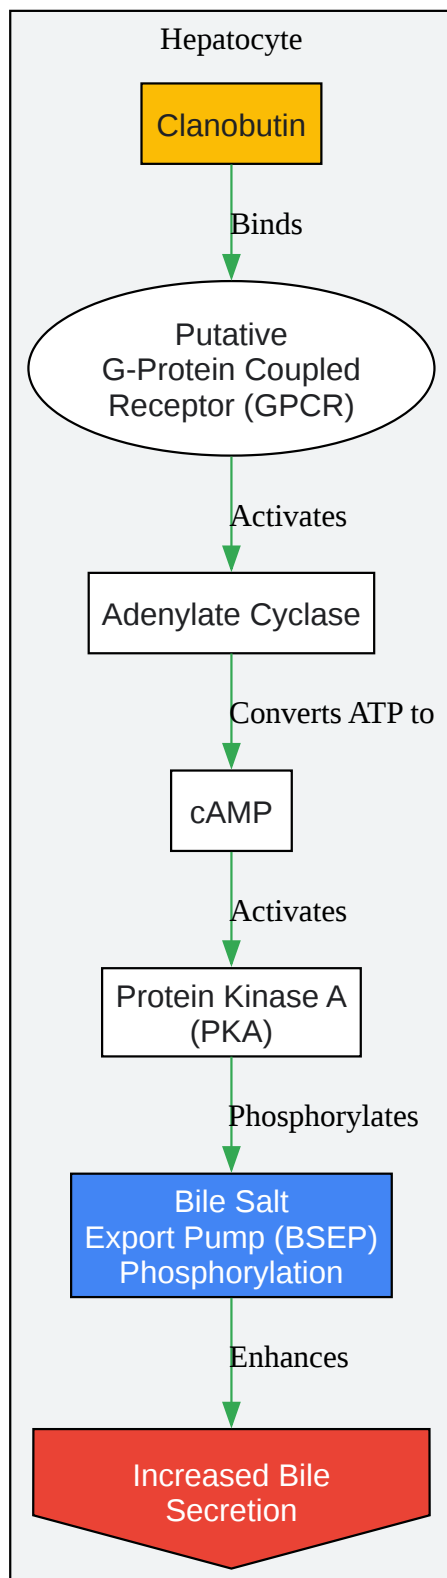 Hepatocyte
Clanobutin
Binds
Putative
G-Protein Coupled
Receptor (GPCR)
Activates
Adenylate Cyclase
Converts ATP to
cAMP
Activates
Protein Kinase A
(PKA)
Phosphorylates
Bile Salt
Export Pump (BSEP)
Phosphorylation
Enhances
Increased Bile
Secretion